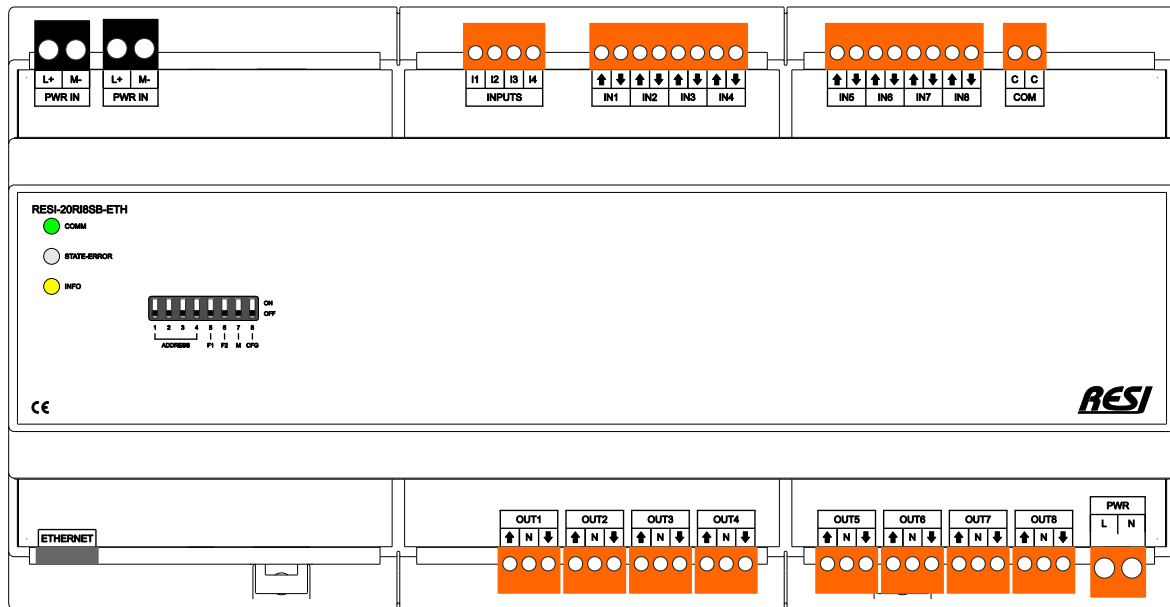 L+ M- L+ M- I1 I2 I3 I4
PWR IN PWR IN INPUTS IN1 IN2 IN3 IN4 IN5 IN6 IN7 IN8 C C
COM
RESI-20RI8SB-ETH
COMM
STATE-ERROR
INFO
ON
OFF
1 2 3 4 5 6 7 8
ADDRESS F1 F2 M CFG
CE
RESI
PWR
OUT1 OUT2 OUT3 OUT4 OUT5 OUT6 OUT7 OUT8
L N
ETHERNET N N N N N N N N